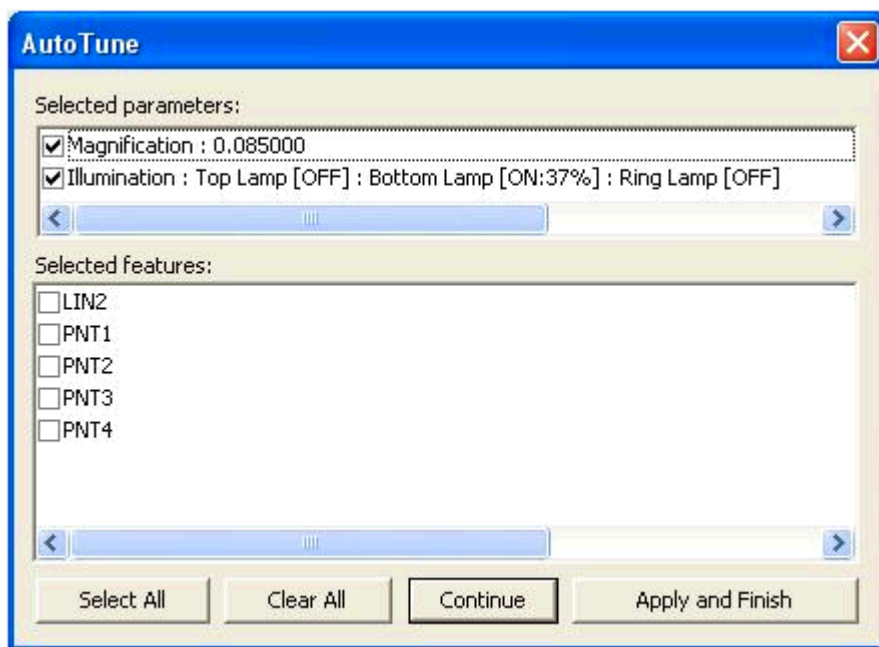 AutoTune
Selected parameters:
Magnification : 0.085000
Illumination : Top Lamp [OFF] : Bottom Lamp [ON:37%] : Ring Lamp [OFF]
Selected features:
LIN2
PNT1
PNT2
PNT3
PNT4
Select All Clear All Continue Apply and Finish